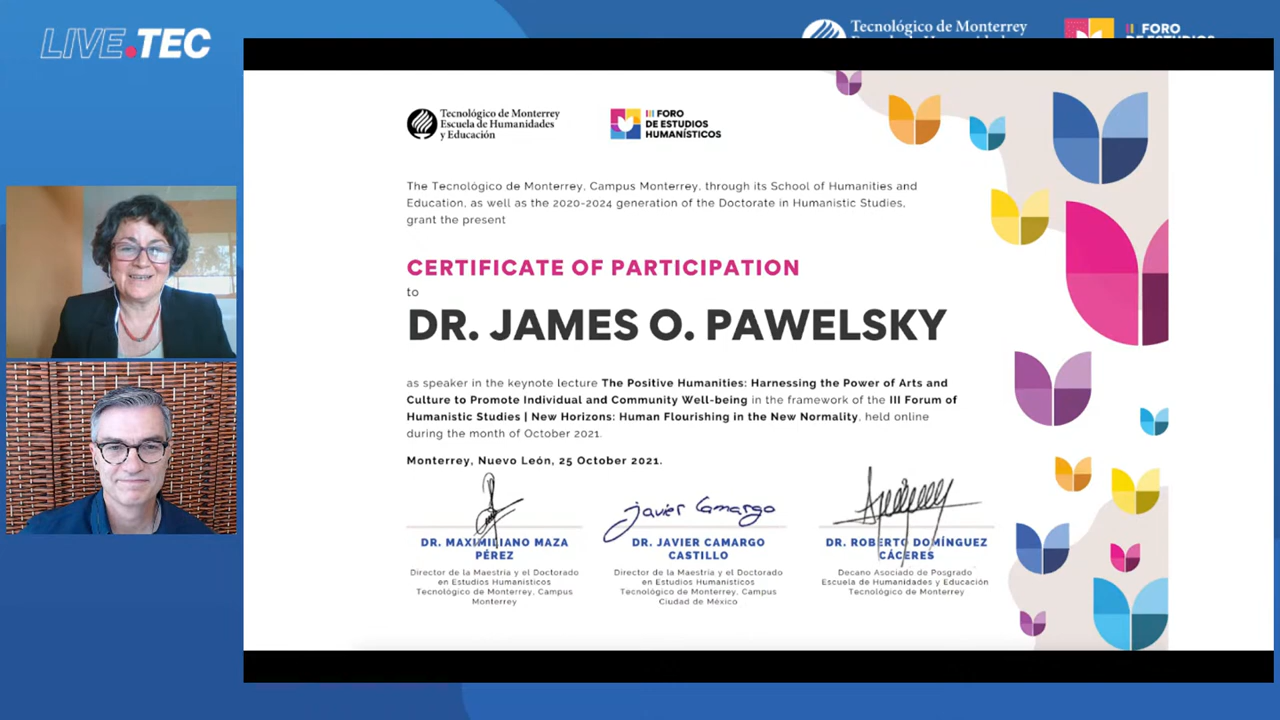 LIVE.TEC
Tecnológico de Monterrey
III FORO
Tecnológico de Monterrey
Escuela de Humanidades
y Educación
III FORO
DE ESTUDIOS
HUMANÍSTICOS
The Tecnológico de Monterrey, Campus Monterrey, through its School of Humanities and
Education, as well as the 2020-2024 generation of the Doctorate in Humanistic Studies,
grant the present
CERTIFICATE OF PARTICIPATION
to
DR. JAMES O. PAWELSKY
as speaker in the keynote lecture The Positive Humanities: Harnessing the Power of Arts and
Culture to Promote Individual and Community Well-being in the framework of the III Forum of
Humanistic Studies | New Horizons: Human Flourishing in the New Normality, held online
during the month of October 2021.
Monterrey, Nuevo León, 25 October 2021.
Javier Camargo
DR. MAXIMILIANO MAZA
PÉREZ
Director de la Maestría y el Doctorado
en Estudios Humanísticos
Tecnológico de Monterrey, Campus
Monterrey
DR. JAVIER CAMARGO
CASTILLO
Director de la Maestría y el Doctorado
en Estudios Humanísticos
Tecnológico de Monterrey, Campus
Ciudad de México
DR. ROBERTO DOMÍNGUEZ
CÁCERES
Decano Asociado de Posgrado
Escuela de Humanidades y Educación
Tecnológico de Monterrey